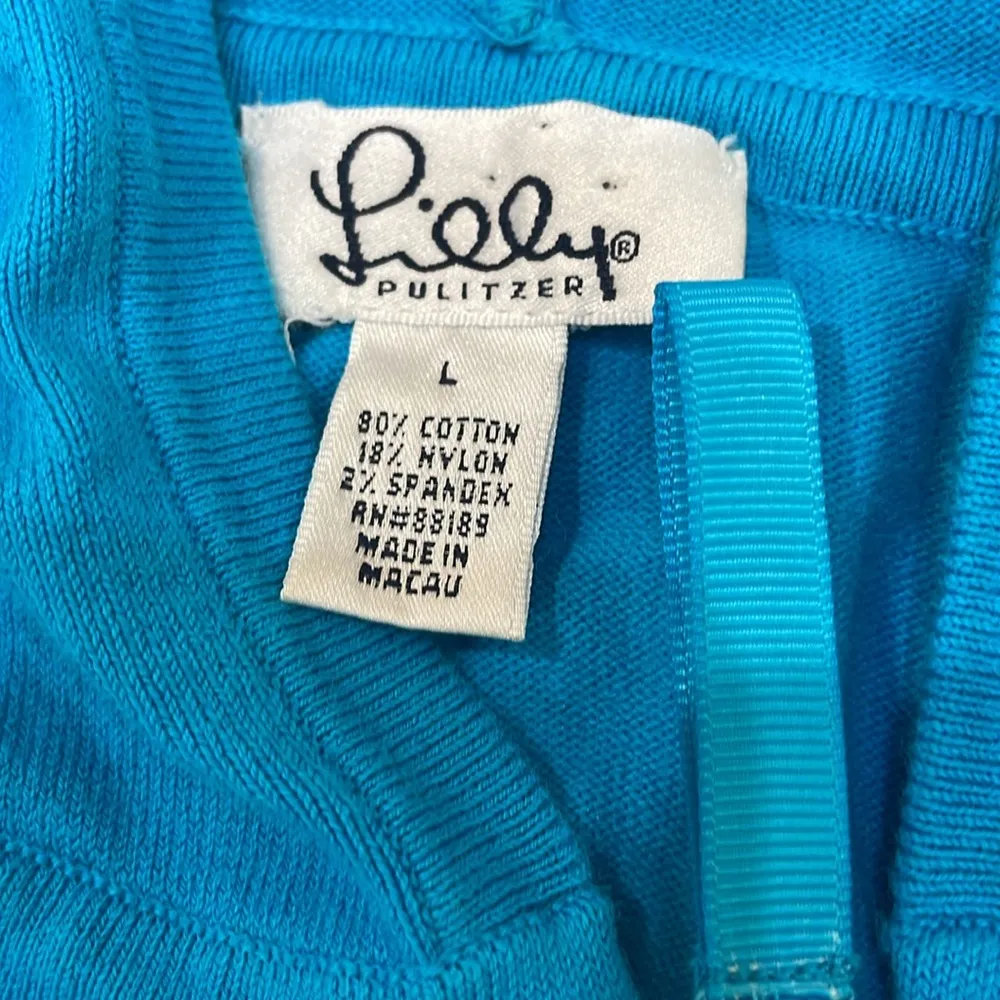 Lilly®
PULITZER
L
80% COTTON
18% NYLON
2% SPANDEX
RN#88189
MADE IN
MACAU